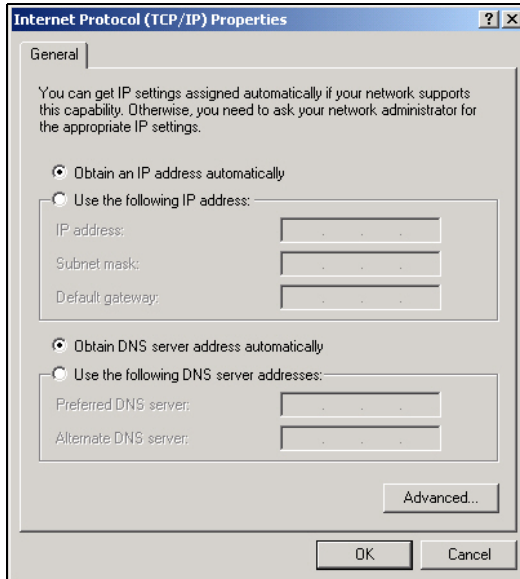 Internet Protocol (TCP/IP) Properties
General
You can get IP settings assigned automatically if your network supports
this capability. Otherwise, you need to ask your network administrator for
the appropriate IP settings.
Obtain an IP address automatically
Use the following IP address:
IP address:
Subnet mask:
Default gateway:
Obtain DNS server address automatically
Use the following DNS server addresses:
Preferred DNS server:
Alternate DNS server:
Advanced...
OK Cancel